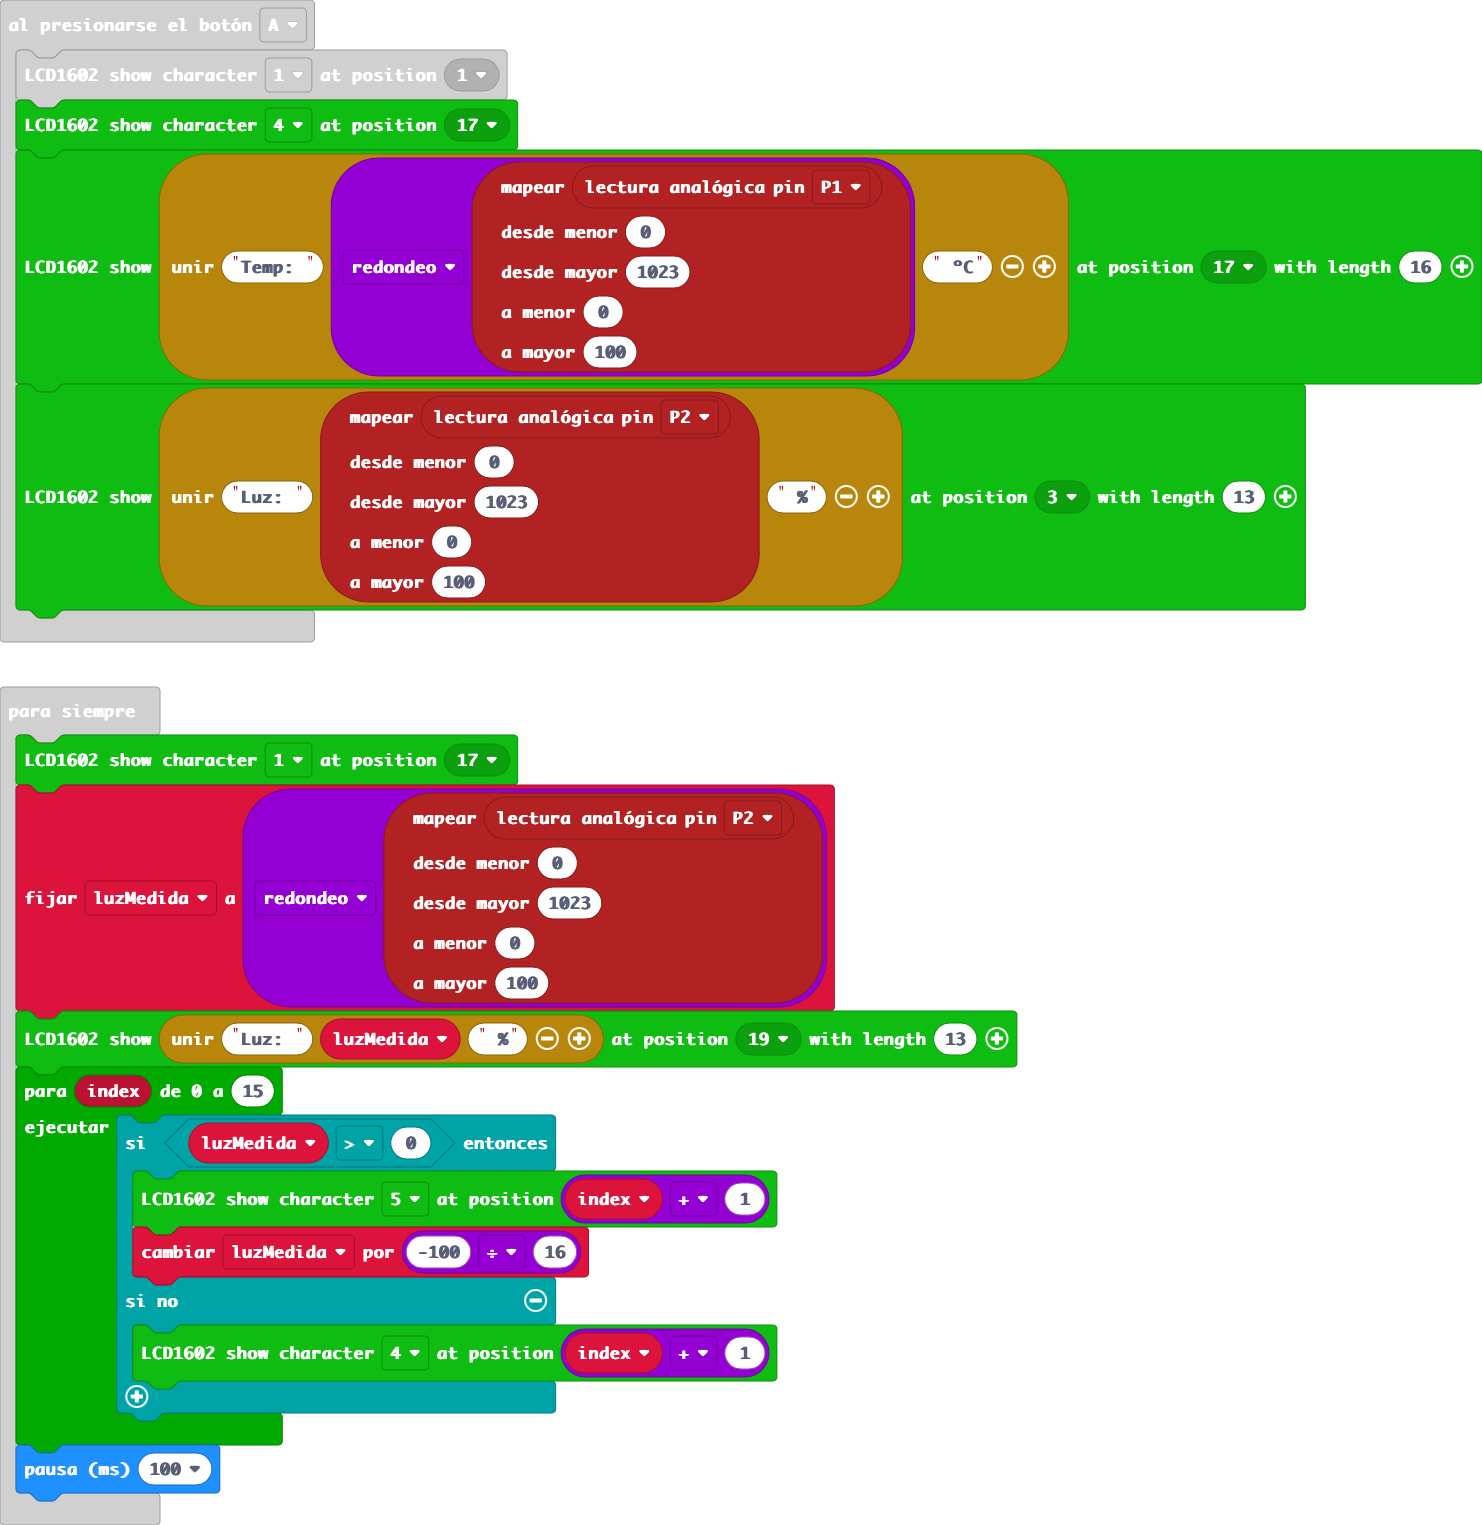 al presionarse el botón A
LCD1602 show character 1 at position 1
LCD1602 show character 4 at position 17
LCD1602 show unir "Temp: " redondeo mapear lectura analógica pin P1
desde menor 0
desde mayor 1023
a menor 0
a mayor 100
" ºC" at position 17 with length 16
LCD1602 show unir "Luz: " mapear lectura analógica pin P2
desde menor 0
desde mayor 1023
a menor 0
a mayor 100
" %" at position 3 with length 13
para siempre
LCD1602 show character 1 at position 17
fijar luzMedida a redondeo mapear lectura analógica pin P2
desde menor 0
desde mayor 1023
a menor 0
a mayor 100
LCD1602 show unir "Luz: " luzMedida " %" at position 19 with length 13
para index de 0 a 15
ejecutar
si luzMedida > 0 entonces
LCD1602 show character 5 at position index + 1
cambiar luzMedida por -100 ÷ 16
si no
LCD1602 show character 4 at position index + 1
pausa (ms) 100